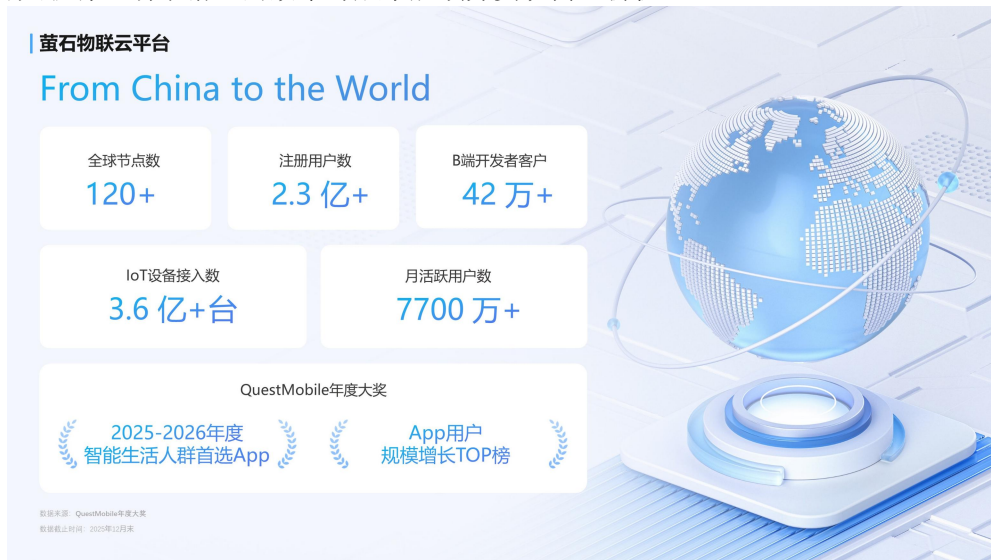 萤石物联云平台
From China to the World
全球节点数
120+
注册用户数
2.3 亿+
B端开发者客户
42 万+
IoT设备接入数
3.6 亿+台
月活跃用户数
7700 万+
QuestMobile年度大奖
2025-2026年度
智能生活人群首选App
App用户
规模增长TOP榜
数据来源：QuestMobile年度大奖
数据截止时间：2025年12月末